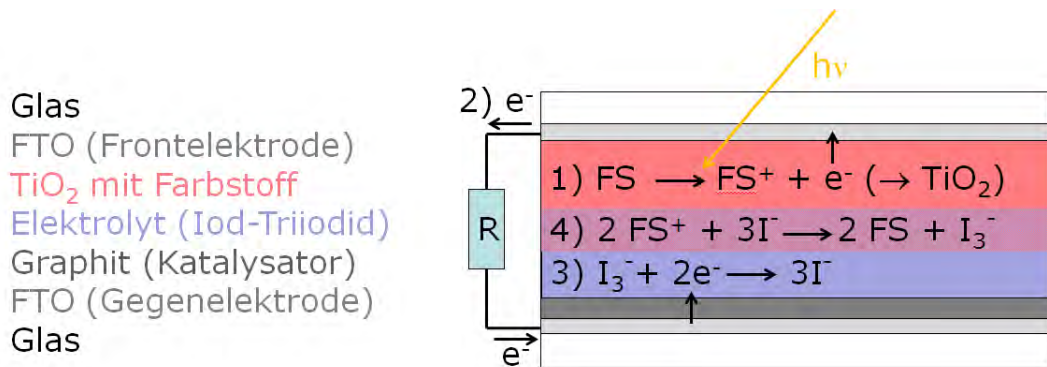 Glas
FTO (Frontelektrode)
TiO₂ mit Farbstoff
Elektrolyt (Iod-Triiodid)
Graphit (Katalysator)
FTO (Gegenelektrode)
Glas
hν
2) e⁻
1) FS → FS⁺ + e⁻ (→ TiO₂)
4) 2 FS⁺ + 3I⁻ → 2 FS + I₃⁻
R
3) I₃⁻ + 2e⁻ → 3I⁻
e⁻